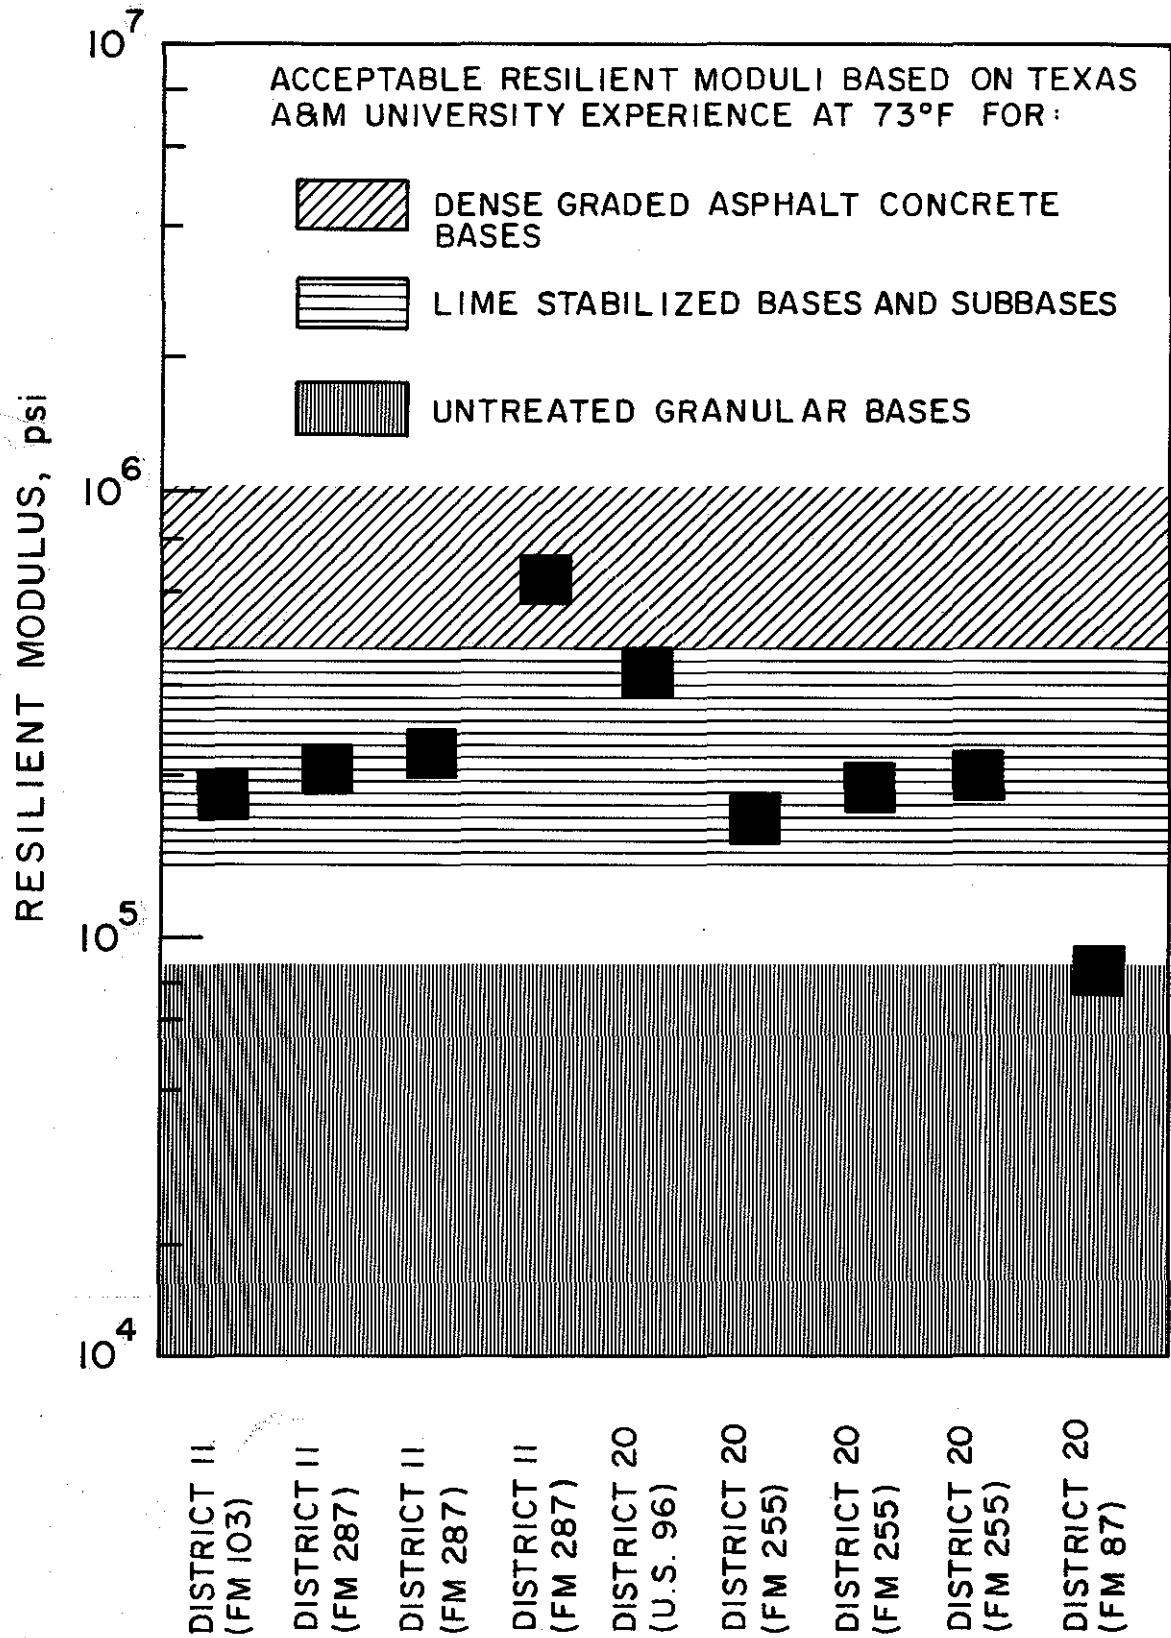 10⁷
ACCEPTABLE RESILIENT MODULI BASED ON TEXAS
A&M UNIVERSITY EXPERIENCE AT 73°F FOR:
DENSE GRADED ASPHALT CONCRETE
BASES
LIME STABILIZED BASES AND SUBBASES
UNTREATED GRANULAR BASES
RESILIENT MODULUS, psi
10⁶
10⁵
10⁴
DISTRICT 11
(FM 103)
DISTRICT 11
(FM 287)
DISTRICT 11
(FM 287)
DISTRICT 11
(FM 287)
DISTRICT 20
(U.S. 96)
DISTRICT 20
(FM 255)
DISTRICT 20
(FM 255)
DISTRICT 20
(FM 255)
DISTRICT 20
(FM 87)